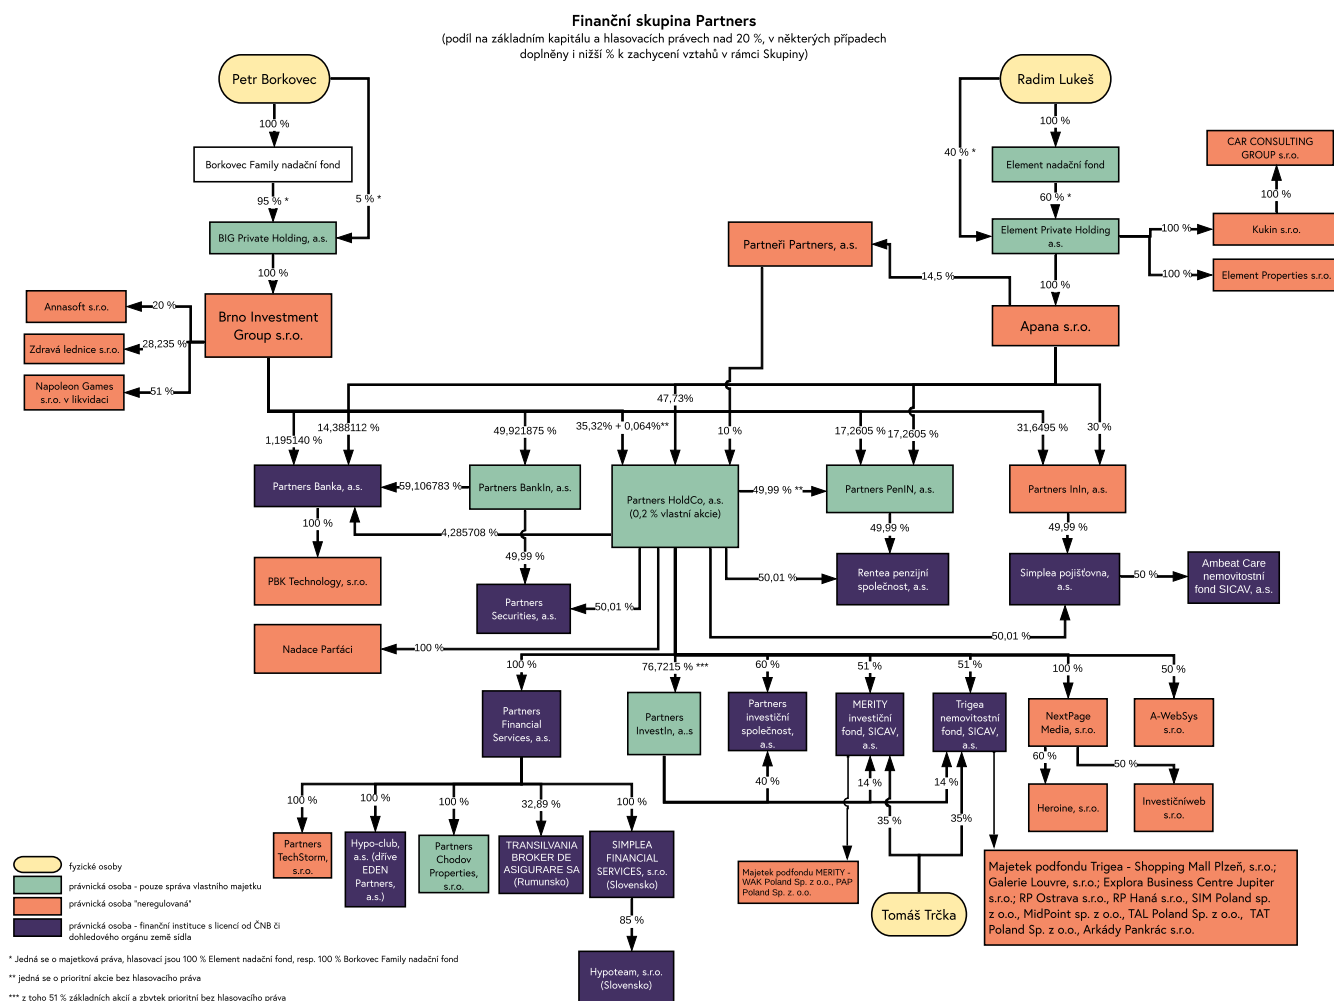 Finanční skupina Partners
(podíl na základním kapitálu a hlasovacích právech nad 20 %, v některých případech
doplněny i nižší % k zachycení vztahů v rámci Skupiny)
Petr Borkovec
Radim Lukeš
100 %
100 %
5 % *
40 % *
Borkovec Family nadační fond
Element nadační fond
CAR CONSULTING
GROUP s.r.o.
95 % *
60 % *
100 %
BIG Private Holding, a.s.
Partneři Partners, a.s.
Element Private Holding
a.s.
100 %
Kukin s.r.o.
100 %
Element Properties s.r.o.
100 %
14,5 %
100 %
Annasoft s.r.o.
20 %
Brno Investment
Group s.r.o.
Apana s.r.o.
Zdravá lednice s.r.o.
28,235 %
Napoleon Games
s.r.o. v likvidaci
51 %
1,195140 %
14,388112 %
49,921875 %
35,32% + 0,064%**
47,73%
10 %
17,2605 %
17,2605 %
31,6495 %
30 %
Partners Banka, a.s.
59,106783 %
Partners BankIn, a.s.
Partners HoldCo, a.s.
(0,2 % vlastní akcie)
49,99 % **
Partners PenIN, a.s.
Partners InIn, a.s.
100 %
4,285708 %
49,99 %
49,99 %
49,99 %
PBK Technology, s.r.o.
Partners
Securities, a.s.
50,01 %
50,01 %
Rentea penzijní
společnost, a.s.
Simplea pojišťovna,
a.s.
50 %
Ambeat Care
nemovitostní
fond SICAV, a.s.
Nadace Parťáci
100 %
50,01 %
100 %
76,7215 % ***
60 %
51 %
51 %
100 %
50 %
Partners
Financial
Services, a.s.
Partners
InvestIn, a..s
Partners
investiční
společnost,
a.s.
MERITY
investiční
fond, SICAV,
a.s.
Trigea
nemovitostní
fond, SICAV,
a.s.
NextPage
Media, s.r.o.
A-WebSys
s.r.o.
60 %
50 %
40 %
14 %
14 %
35 %
35%
Heroine, s.r.o.
Investičníweb
s.r.o.
100 %
100 %
100 %
32,89 %
100 %
Partners
TechStorm,
s.r.o.
Hypo-club,
a.s. (dříve
EDEN
Partners,
a.s.)
Partners
Chodov
Properties,
s.r.o.
TRANSILVANIA
BROKER DE
ASIGURARE SA
(Rumunsko)
SIMPLEA
FINANCIAL
SERVICES, s.r.o.
(Slovensko)
Majetek podfondu MERITY -
WAK Poland Sp. z o.o., PAP
Poland Sp. z. o.o.
Majetek podfondu Trigea - Shopping Mall Plzeň, s.r.o.;
Galerie Louvre, s.r.o.; Explora Business Centre Jupiter
s.r.o.; RP Ostrava s.r.o., RP Haná s.r.o., SIM Poland sp.
z o.o., MidPoint sp. z o.o., TAL Poland Sp. z o.o., TAT
Poland Sp. z o.o., Arkády Pankrác s.r.o.
Tomáš Trčka
85 %
Hypoteam, s.r.o.
(Slovensko)
fyzické osoby
právnická osoba - pouze správa vlastního majetku
právnická osoba "neregulovaná"
právnická osoba - finanční instituce s licencí od ČNB či
dohledového orgánu země sídla
* Jedná se o majetková práva, hlasovací jsou 100 % Element nadační fond, resp. 100 % Borkovec Family nadační fond
** jedná se o prioritní akcie bez hlasovacího práva
*** z toho 51 % základních akcií a zbytek prioritní bez hlasovacího práva